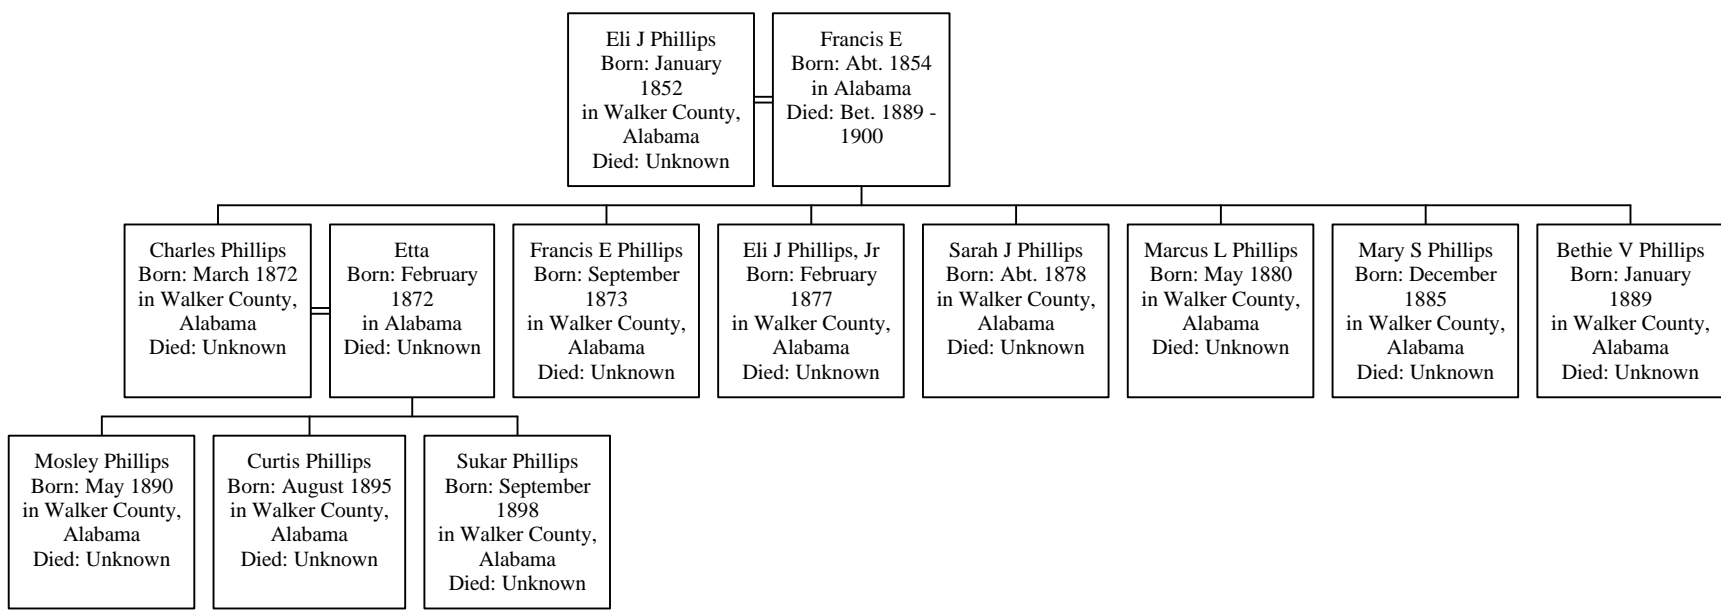 Eli J Phillips
Born: January
1852
in Walker County,
Alabama
Died: Unknown
Francis E
Born: Abt. 1854
in Alabama
Died: Bet. 1889 -
1900
Charles Phillips
Born: March 1872
in Walker County,
Alabama
Died: Unknown
Etta
Born: February
1872
in Alabama
Died: Unknown
Francis E Phillips
Born: September
1873
in Walker County,
Alabama
Died: Unknown
Eli J Phillips, Jr
Born: February
1877
in Walker County,
Alabama
Died: Unknown
Sarah J Phillips
Born: Abt. 1878
in Walker County,
Alabama
Died: Unknown
Marcus L Phillips
Born: May 1880
in Walker County,
Alabama
Died: Unknown
Mary S Phillips
Born: December
1885
in Walker County,
Alabama
Died: Unknown
Bethie V Phillips
Born: January
1889
in Walker County,
Alabama
Died: Unknown
Mosley Phillips
Born: May 1890
in Walker County,
Alabama
Died: Unknown
Curtis Phillips
Born: August 1895
in Walker County,
Alabama
Died: Unknown
Sukar Phillips
Born: September
1898
in Walker County,
Alabama
Died: Unknown